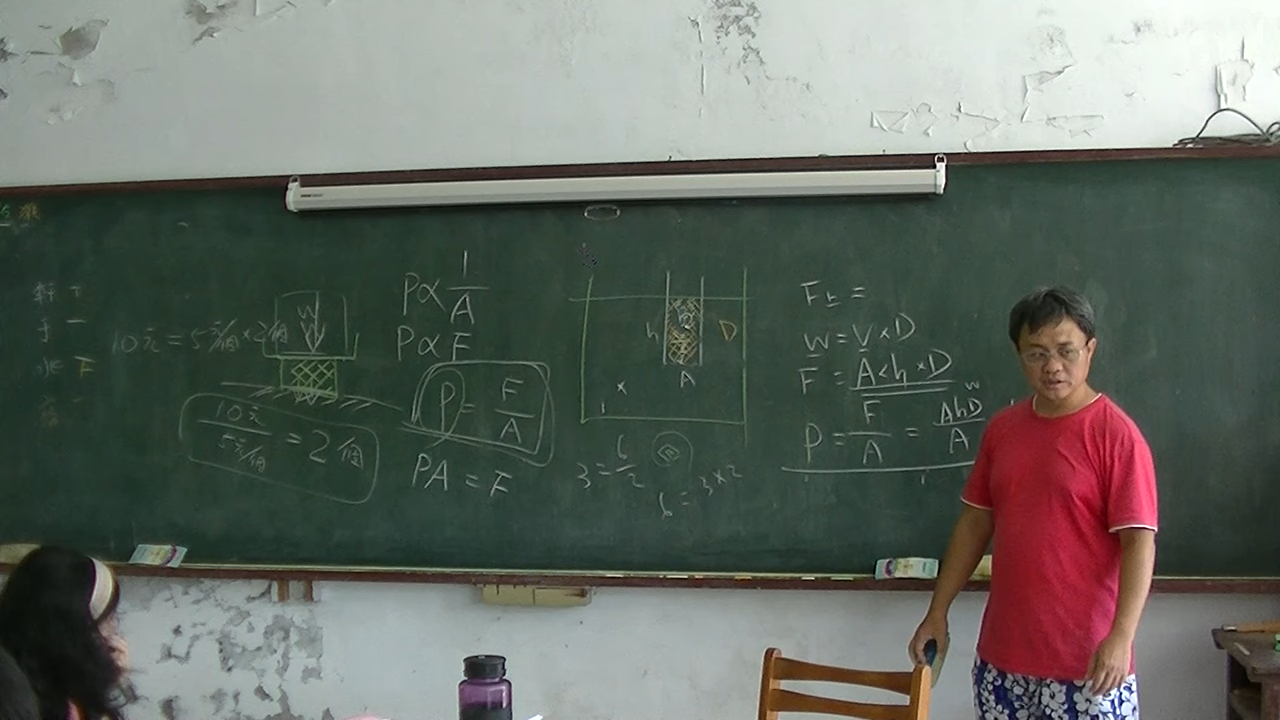 10元 = 5元/個 × 2個
10元 / 5元/個 = 2個
W
P ∝ 1/A
P ∝ F
P = F/A
PA = F
h
D
A
3 = 6/2
6 = 3×2
F上 =
W = V×D
F = A×h×D
P = F/A = AhD/A
W